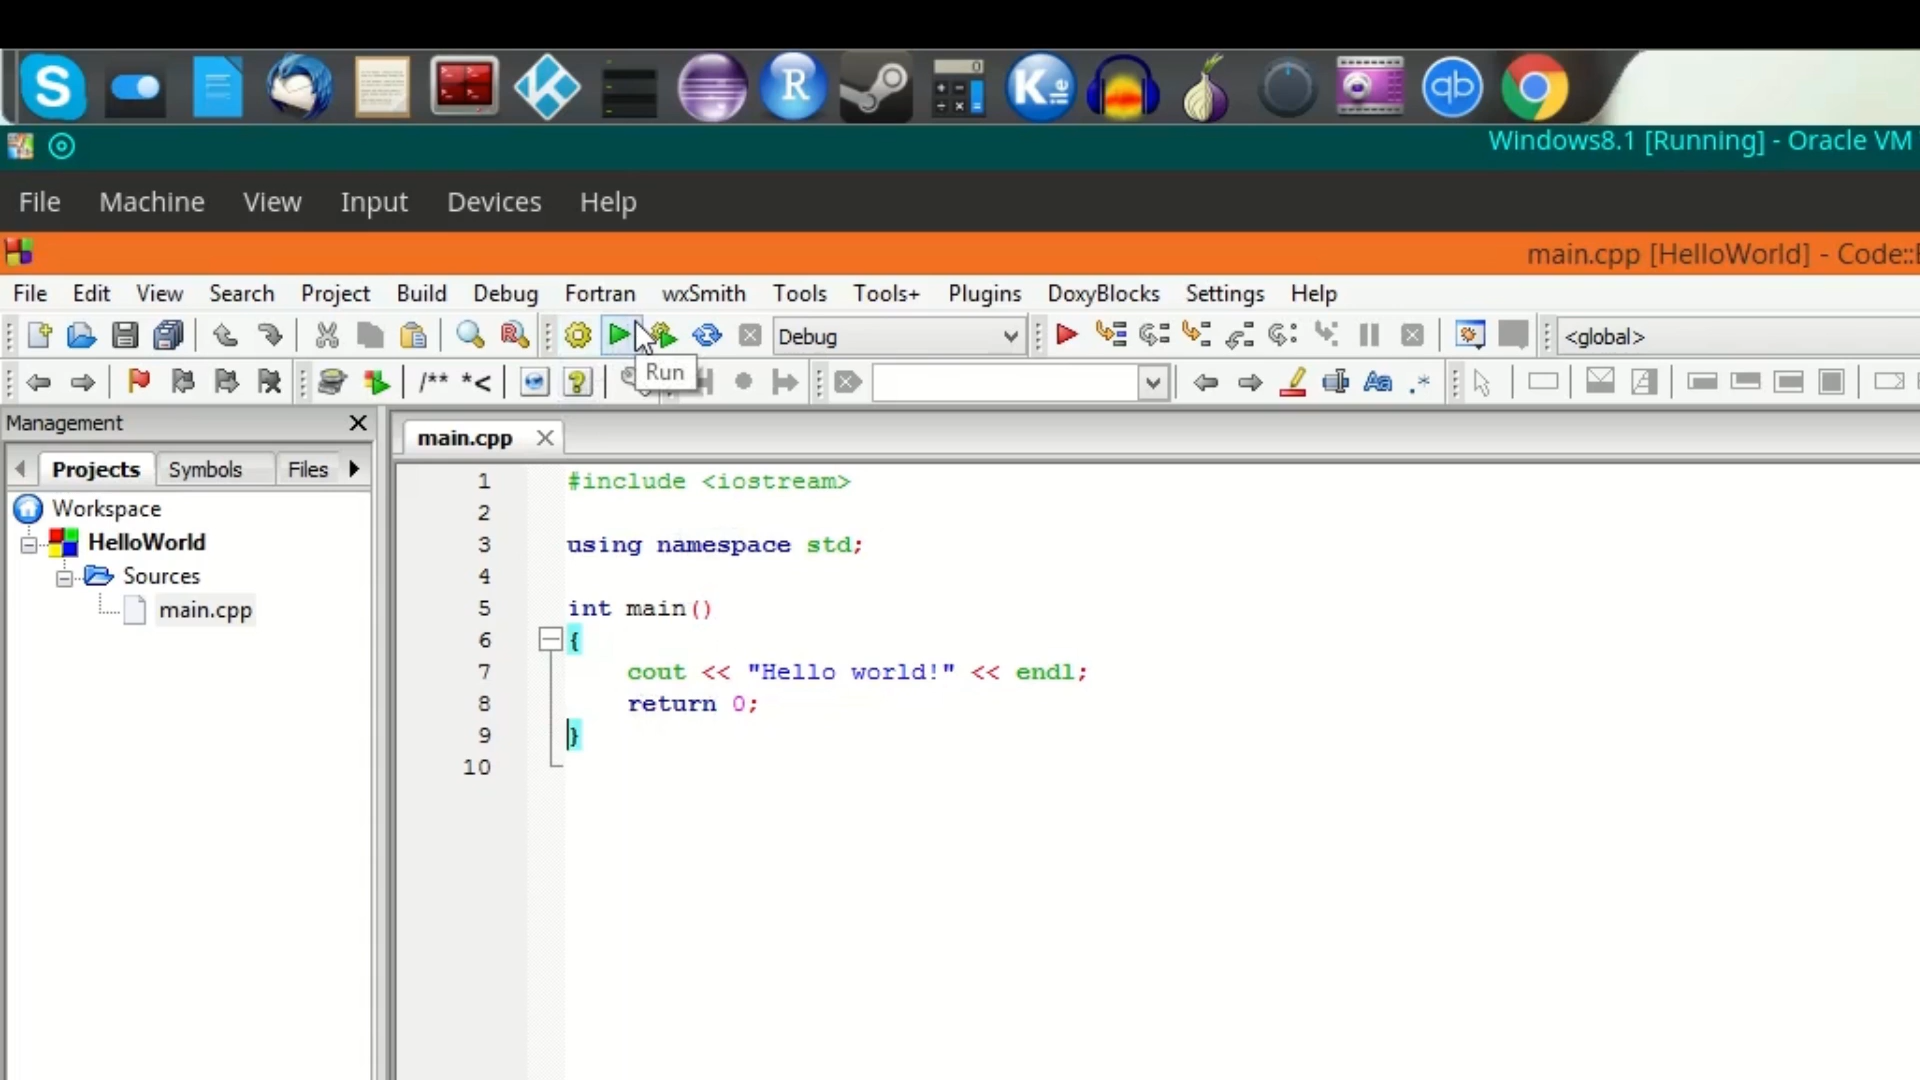 Windows8.1 [Running] - Oracle VM
File Machine View Input Devices Help
main.cpp [HelloWorld] - Code::
File Edit View Search Project Build Debug Fortran wxSmith Tools Tools+ Plugins DoxyBlocks Settings Help
Debug
<global>
/** *<
Run
Aa .*
Management
main.cpp
Projects Symbols Files
Workspace
HelloWorld
Sources
main.cpp
1 #include <iostream>
2
3 using namespace std;
4
5 int main()
6 {
7 cout << "Hello world!" << endl;
8 return 0;
9 }
10